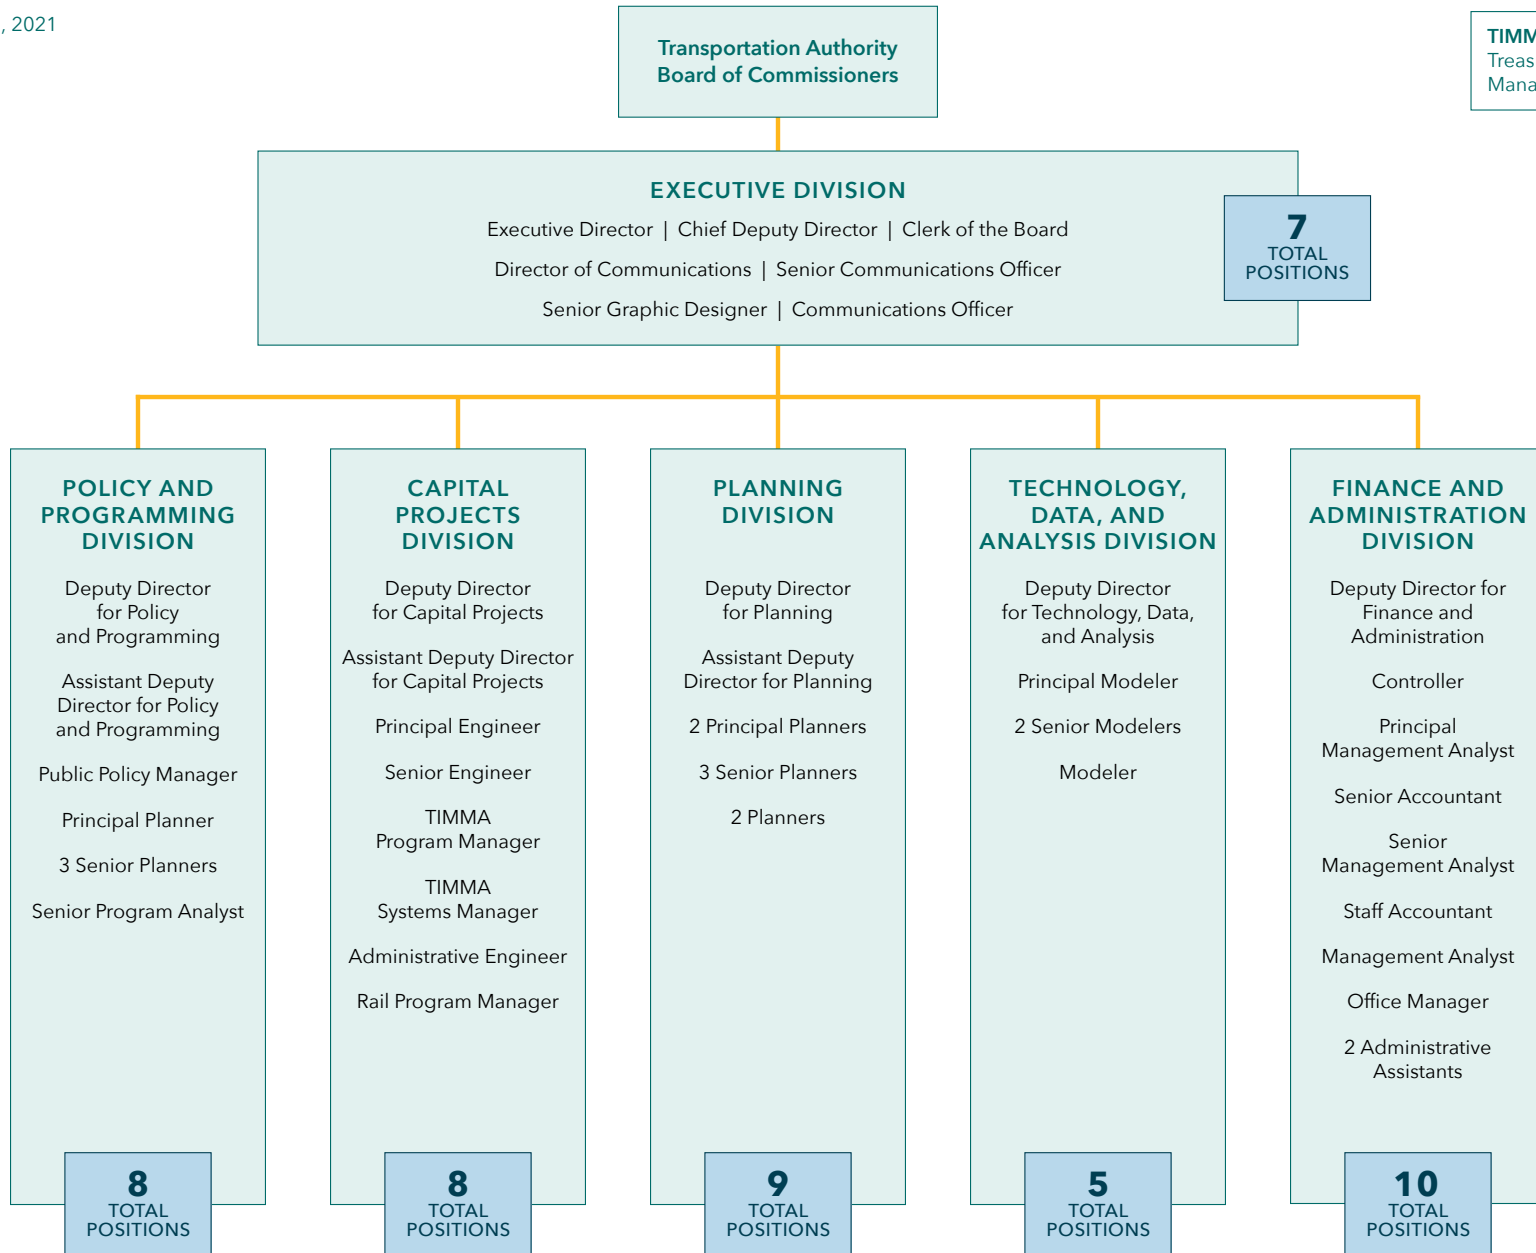 , 2021
Transportation Authority
Board of Commissioners
TIMM
Treas
Mana
EXECUTIVE DIVISION
Executive Director | Chief Deputy Director | Clerk of the Board
Director of Communications | Senior Communications Officer
Senior Graphic Designer | Communications Officer
7
TOTAL
POSITIONS
POLICY AND
PROGRAMMING
DIVISION
Deputy Director
for Policy
and Programming
Assistant Deputy
Director for Policy
and Programming
Public Policy Manager
Principal Planner
3 Senior Planners
Senior Program Analyst
8
TOTAL
POSITIONS
CAPITAL
PROJECTS
DIVISION
Deputy Director
for Capital Projects
Assistant Deputy Director
for Capital Projects
Principal Engineer
Senior Engineer
TIMMA
Program Manager
TIMMA
Systems Manager
Administrative Engineer
Rail Program Manager
8
TOTAL
POSITIONS
PLANNING
DIVISION
Deputy Director
for Planning
Assistant Deputy
Director for Planning
2 Principal Planners
3 Senior Planners
2 Planners
9
TOTAL
POSITIONS
TECHNOLOGY,
DATA, AND
ANALYSIS DIVISION
Deputy Director
for Technology, Data,
and Analysis
Principal Modeler
2 Senior Modelers
Modeler
5
TOTAL
POSITIONS
FINANCE AND
ADMINISTRATION
DIVISION
Deputy Director for
Finance and
Administration
Controller
Principal
Management Analyst
Senior Accountant
Senior
Management Analyst
Staff Accountant
Management Analyst
Office Manager
2 Administrative
Assistants
10
TOTAL
POSITIONS